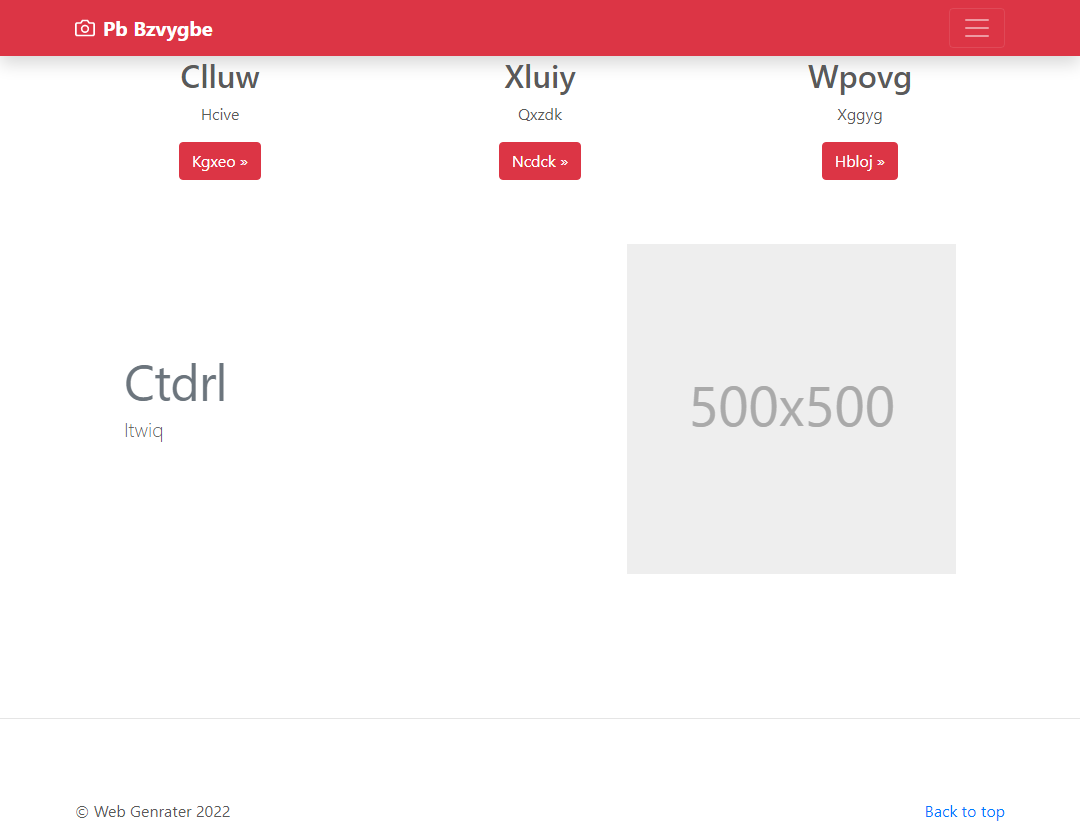 Pb Bzvygbe
Clluw
Xluiy
Wpovg
Hcive
Qxzdk
Xggyg
Kgxeo »
Ncdck »
Hbloj »
Ctdrl
500x500
© Web Genrater 2022
Back to top